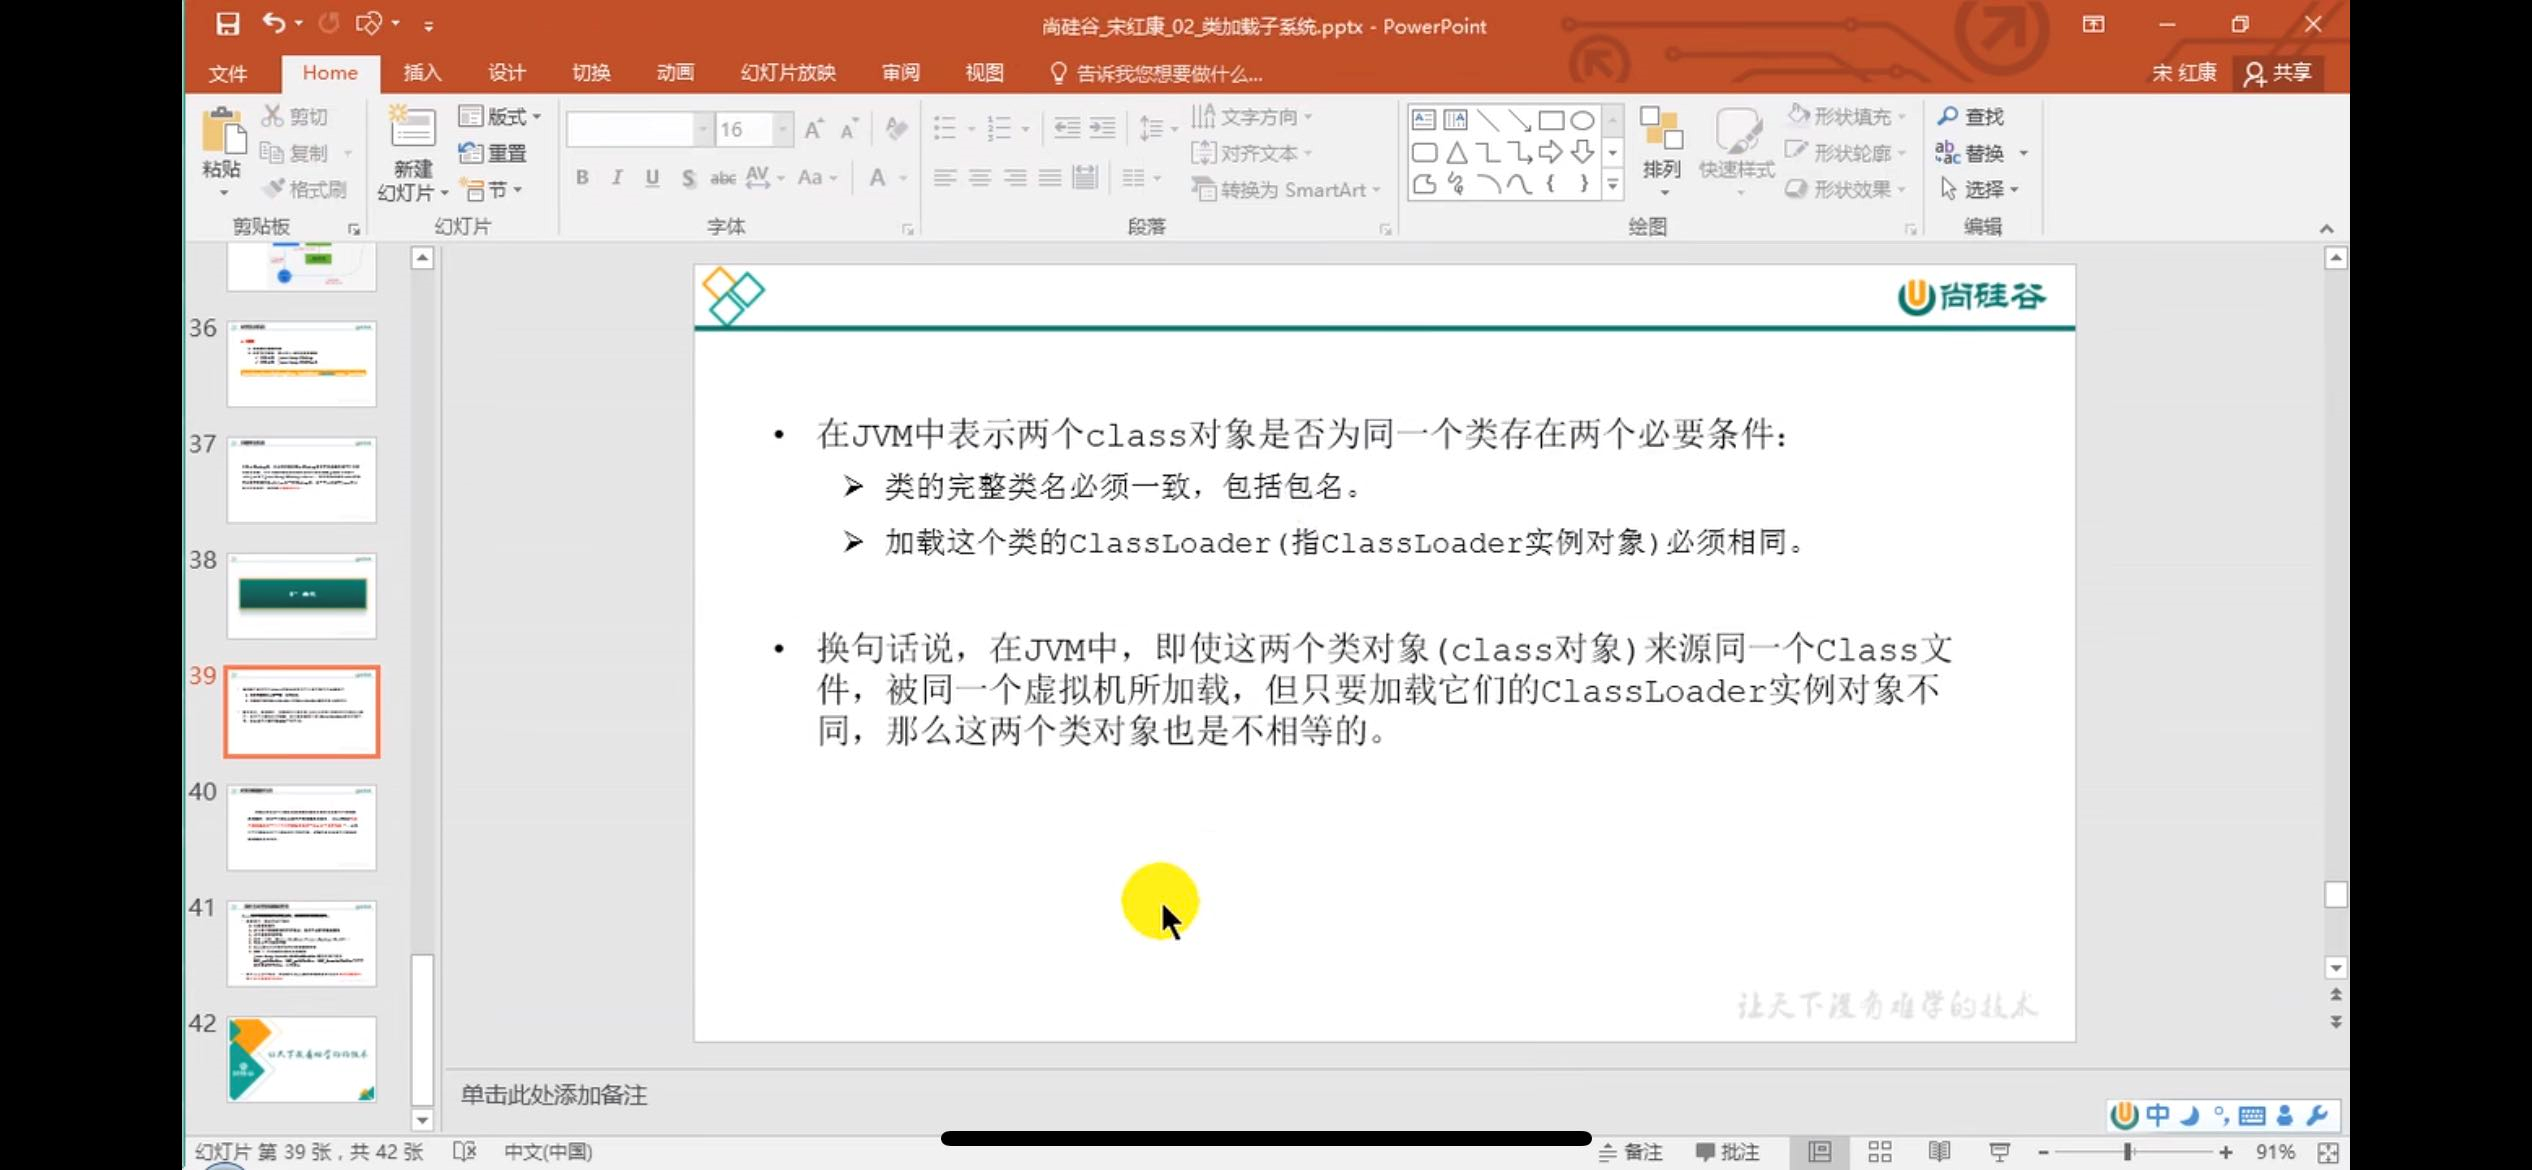 尚硅谷_宋红康_02_类加载子系统.pptx - PowerPoint
文件 Home 插入 设计 切换 动画 幻灯片放映 审阅 视图 告诉我您想要做什么... 宋 红康 共享
粘贴 剪切 复制 格式刷
剪贴板
新建 幻灯片 版式 重置 节
幻灯片
16
B I U S abc AV Aa A
字体
文字方向
对齐文本
转换为 SmartArt
段落
排列 快速样式 形状填充 形状轮廓 形状效果
绘图
查找
替换
选择
编辑
36
37
38
39
40
41
42
尚硅谷
• 在JVM中表示两个class对象是否为同一个类存在两个必要条件：
➢ 类的完整类名必须一致，包括包名。
➢ 加载这个类的ClassLoader(指ClassLoader实例对象)必须相同。
• 换句话说，在JVM中，即使这两个类对象(class对象)来源同一个Class文
件，被同一个虚拟机所加载，但只要加载它们的ClassLoader实例对象不
同，那么这两个类对象也是不相等的。
让天下没有难学的技术
单击此处添加备注
中
幻灯片 第 39 张，共 42 张 中文(中国) 备注 批注 91%